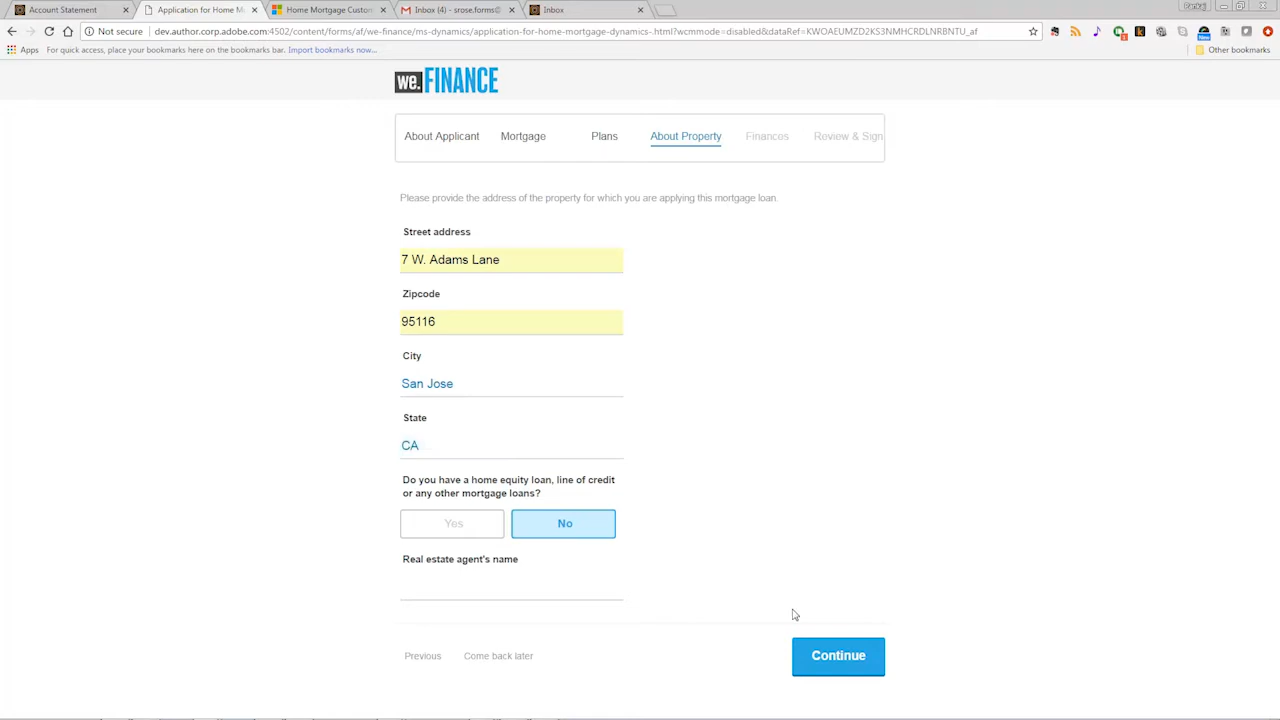 Account Statement
Application for Home M
Home Mortgage Custom
Inbox (4) - srose.forms@
Inbox
Not secure
dev.author.corp.adobe.com:4502/content/forms/af/we-finance/ms-dynamics/application-for-home-mortgage-dynamics-.html?wcmmode=disabled&dataRef=KWOAEUMZD2KS3NMHCRDLNRBNTU_af
Apps
For quick access, place your bookmarks here on the bookmarks bar. Import bookmarks now...
Other bookmarks
we.FINANCE
About Applicant
Mortgage
Plans
About Property
Finances
Review & Sign
Please provide the address of the property for which you are applying this mortgage loan.
Street address
7 W. Adams Lane
Zipcode
95116
City
San Jose
State
CA
Do you have a home equity loan, line of credit
or any other mortgage loans?
Yes
No
Real estate agent's name
Previous
Come back later
Continue